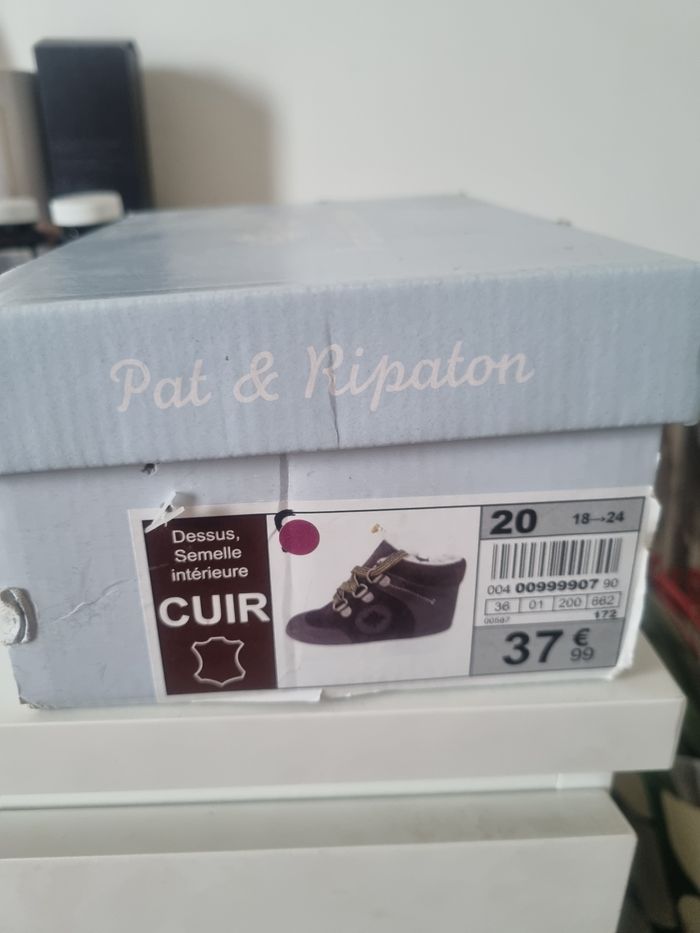 Pat & Ripaton
Dessus,
Semelle
intérieure
CUIR
20 18→24
004 00999907 90
36 01 200 662
00587 172
37 € 99